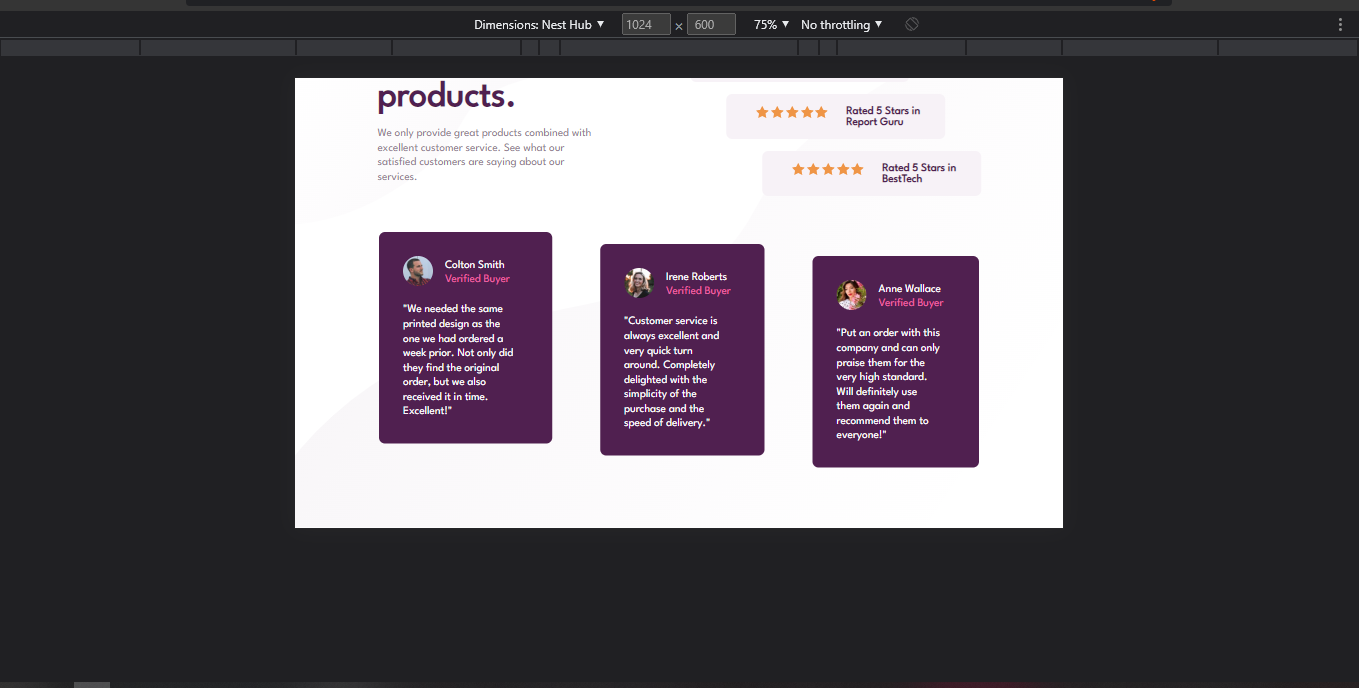 Dimensions: Nest Hub ▼ 1024 × 600 75% ▼ No throttling ▼
products.
We only provide great products combined with
excellent customer service. See what our
satisfied customers are saying about our
services.
Rated 5 Stars in
Report Guru
Rated 5 Stars in
BestTech
Colton Smith
Verified Buyer
"We needed the same
printed design as the
one we had ordered a
week prior. Not only did
they find the original
order, but we also
received it in time.
Excellent!"
Irene Roberts
Verified Buyer
"Customer service is
always excellent and
very quick turn
around. Completely
delighted with the
simplicity of the
purchase and the
speed of delivery."
Anne Wallace
Verified Buyer
"Put an order with this
company and can only
praise them for the
very high standard.
Will definitely use
them again and
recommend them to
everyone!"